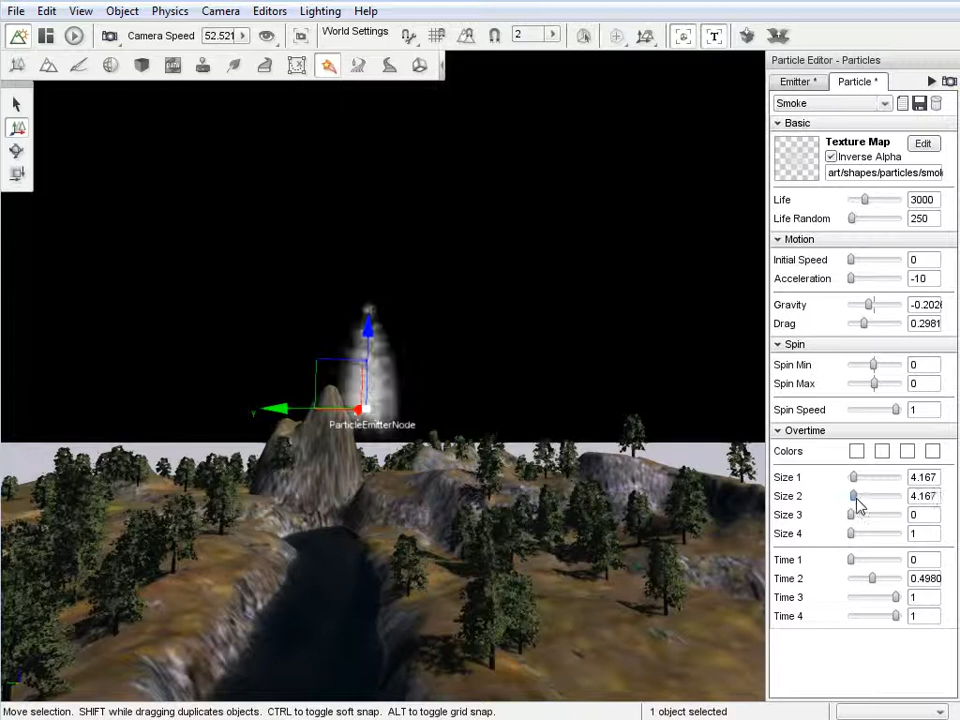 File Edit View Object Physics Camera Editors Lighting Help
Camera Speed 52.521 World Settings 2
Particle Editor - Particles
Emitter * Particle *
Smoke
Basic
Texture Map Edit
Inverse Alpha
art/shapes/particles/smo
Life 3000
Life Random 250
Motion
Initial Speed 0
Acceleration -10
Gravity -0.202
Drag 0.2981
Spin
Spin Min 0
Spin Max 0
Spin Speed 1
Overtime
Colors
Size 1 4.167
Size 2 4.167
Size 3 0
Size 4 1
Time 1 0
Time 2 0.4980
Time 3 1
Time 4 1
Y
ParticleEmitterNode
Move selection. SHIFT while dragging duplicates objects. CTRL to toggle soft snap. ALT to toggle grid snap. 1 object selected